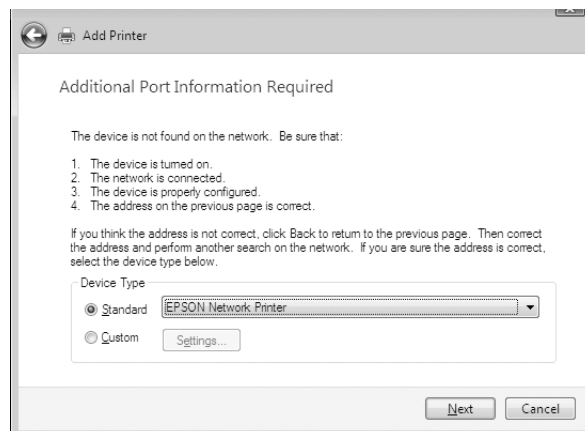 Add Printer
Additional Port Information Required
The device is not found on the network. Be sure that:
1. The device is turned on.
2. The network is connected.
3. The device is properly configured.
4. The address on the previous page is correct.
If you think the address is not correct, click Back to return to the previous page. Then correct
the address and perform another search on the network. If you are sure the address is correct,
select the device type below.
Device Type
Standard EPSON Network Printer
Custom Settings...
Next Cancel